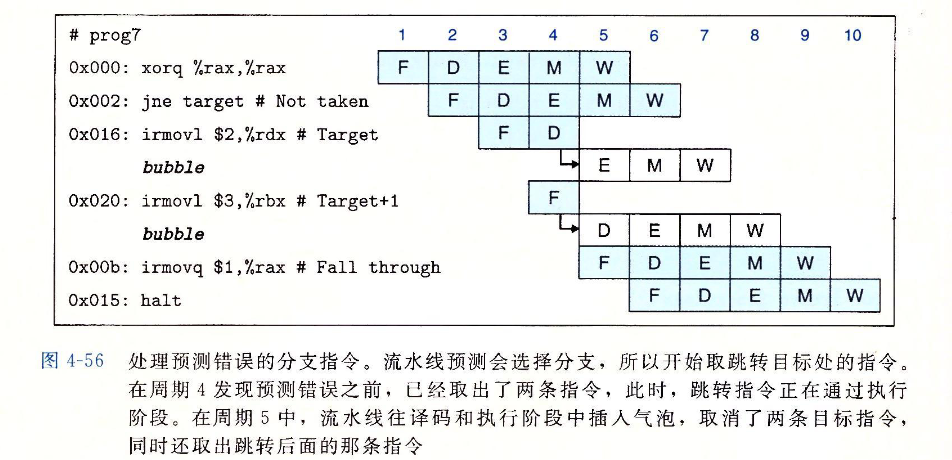 # prog7 1 2 3 4 5 6 7 8 9 10
0x000: xorq %rax,%rax F D E M W
0x002: jne target # Not taken F D E M W
0x016: irmovl $2,%rdx # Target F D
bubble E M W
0x020: irmovl $3,%rbx # Target+1 F
bubble D E M W
0x00b: irmovq $1,%rax # Fall through F D E M W
0x015: halt F D E M W
图 4-56 处理预测错误的分支指令。流水线预测会选择分支，所以开始取跳转目标处的指令。
在周期 4 发现预测错误之前，已经取出了两条指令，此时，跳转指令正在通过执行
阶段。在周期 5 中，流水线往译码和执行阶段中插入气泡，取消了两条目标指令，
同时还取出跳转后面的那条指令